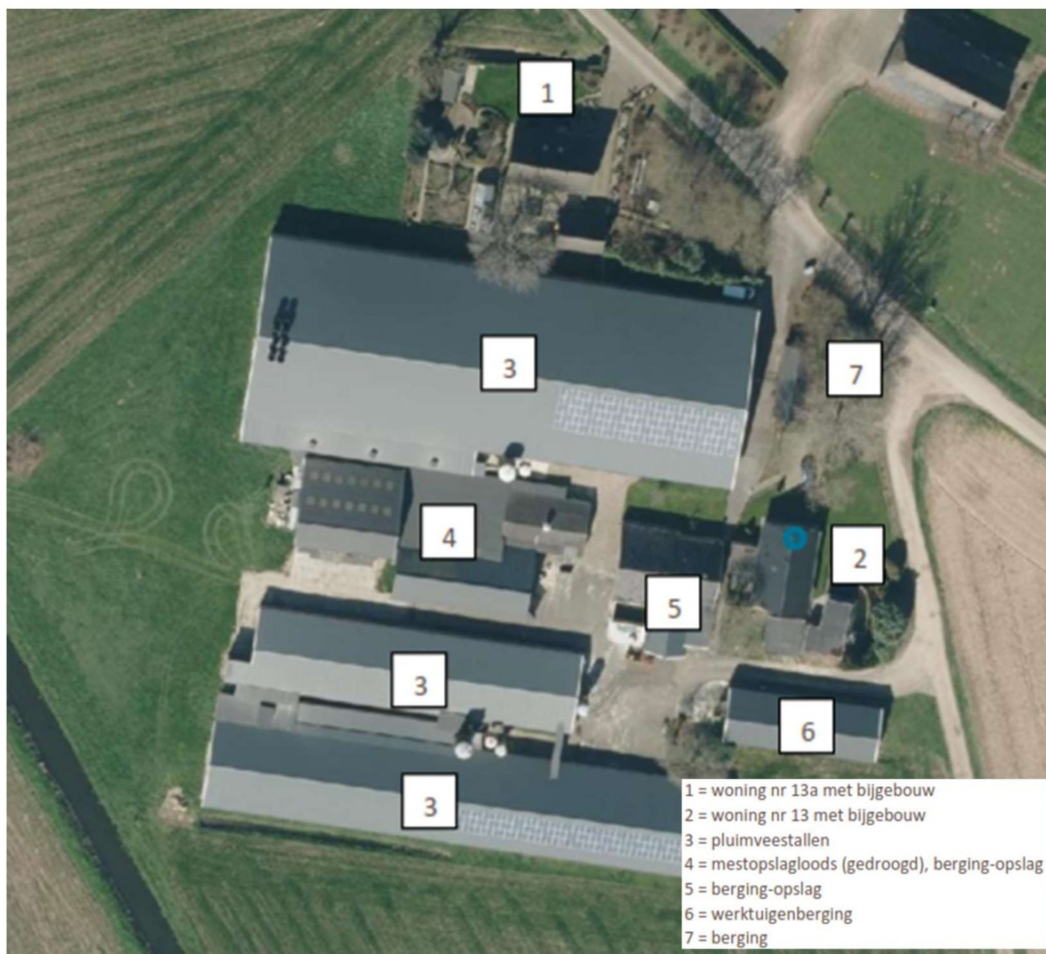 1
3
7
4
2
5
3
6
3
1 = woning nr 13a met bijgebouw
2 = woning nr 13 met bijgebouw
3 = pluimveestallen
4 = mestopslagloods (gedroogd), berging-opslag
5 = berging-opslag
6 = werktuigenberging
7 = berging